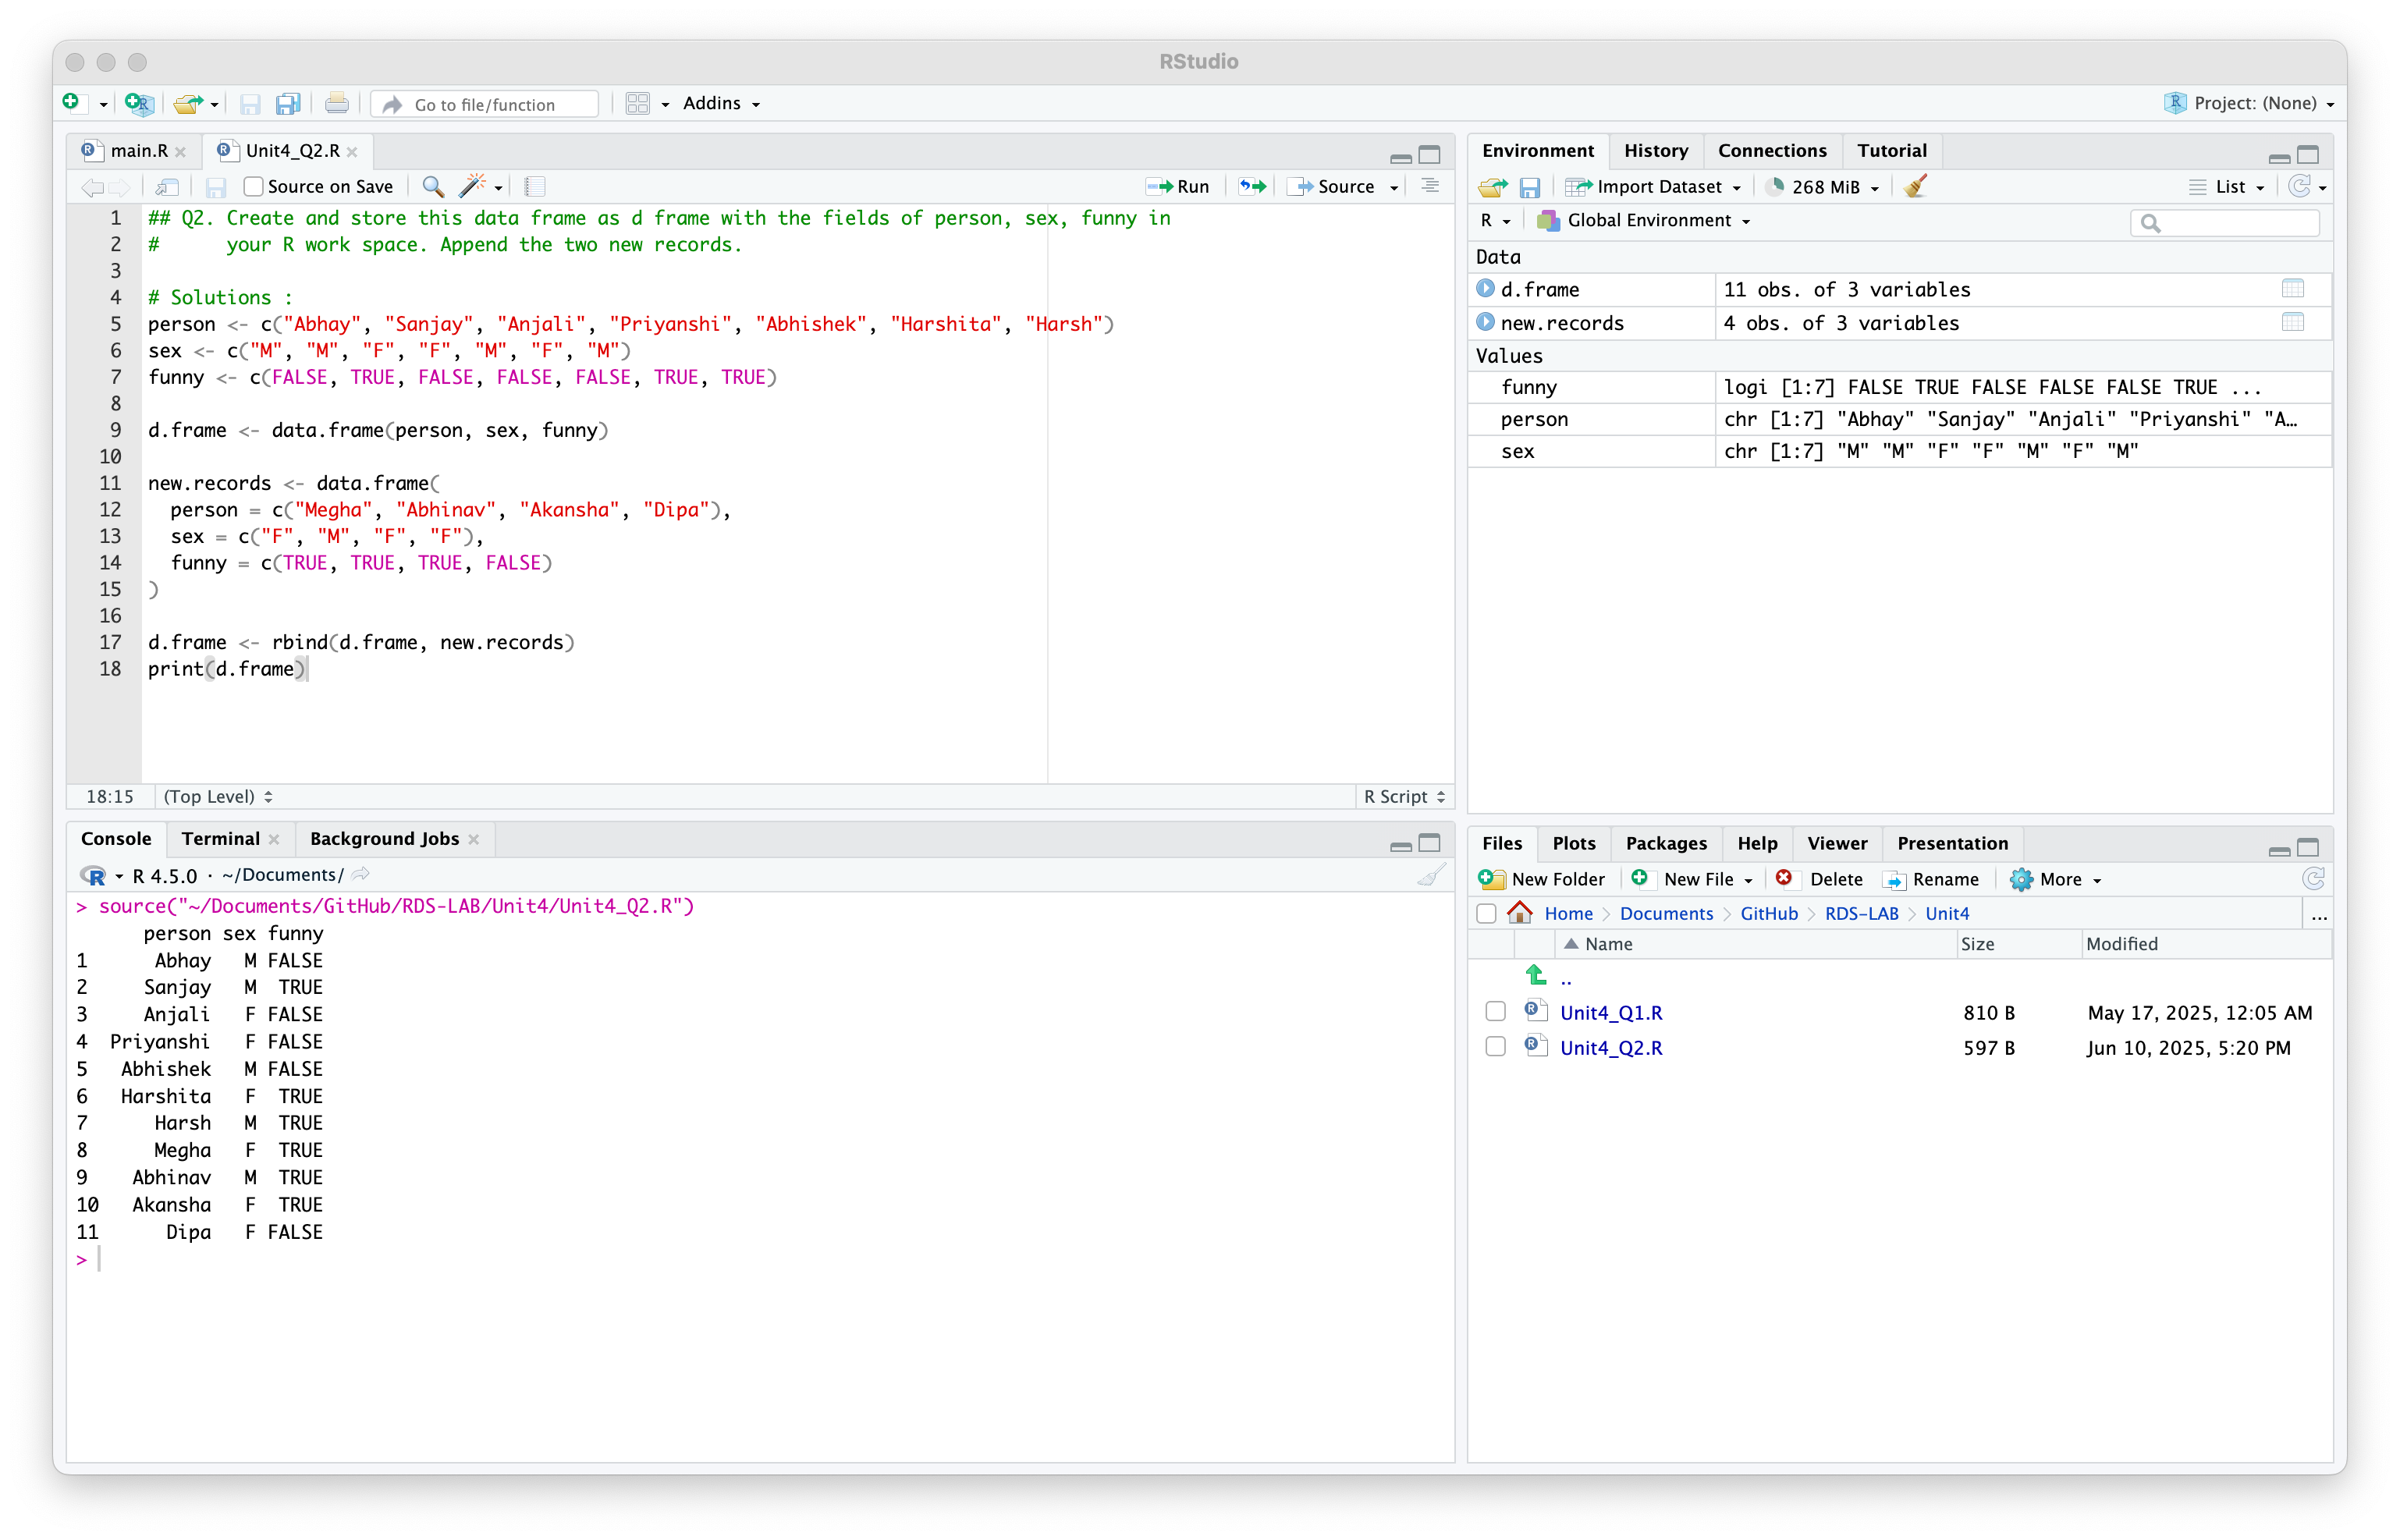 RStudio
Go to file/function
Addins
Project: (None)
main.R
Unit4_Q2.R
Source on Save
Run
Source
1 ## Q2. Create and store this data frame as d frame with the fields of person, sex, funny in
2 #      your R work space. Append the two new records.
3
4 # Solutions :
5 person <- c("Abhay", "Sanjay", "Anjali", "Priyanshi", "Abhishek", "Harshita", "Harsh")
6 sex <- c("M", "M", "F", "F", "M", "F", "M")
7 funny <- c(FALSE, TRUE, FALSE, FALSE, FALSE, TRUE, TRUE)
8
9 d.frame <- data.frame(person, sex, funny)
10
11 new.records <- data.frame(
12   person = c("Megha", "Abhinav", "Akansha", "Dipa"),
13   sex = c("F", "M", "F", "F"),
14   funny = c(TRUE, TRUE, TRUE, FALSE)
15 )
16
17 d.frame <- rbind(d.frame, new.records)
18 print(d.frame)
18:15 (Top Level) R Script
Console Terminal Background Jobs
R 4.5.0 · ~/Documents/
> source("~/Documents/GitHub/RDS-LAB/Unit4/Unit4_Q2.R")
      person sex funny
1      Abhay   M FALSE
2     Sanjay   M  TRUE
3     Anjali   F FALSE
4  Priyanshi   F FALSE
5   Abhishek   M FALSE
6   Harshita   F  TRUE
7      Harsh   M  TRUE
8      Megha   F  TRUE
9    Abhinav   M  TRUE
10   Akansha   F  TRUE
11      Dipa   F FALSE
>
Environment History Connections Tutorial
Import Dataset 268 MiB List
R Global Environment
Data
d.frame 11 obs. of 3 variables
new.records 4 obs. of 3 variables
Values
funny logi [1:7] FALSE TRUE FALSE FALSE FALSE TRUE ...
person chr [1:7] "Abhay" "Sanjay" "Anjali" "Priyanshi" "A…
sex chr [1:7] "M" "M" "F" "F" "M" "F" "M"
Files Plots Packages Help Viewer Presentation
New Folder New File Delete Rename More
Home Documents GitHub RDS-LAB Unit4 ...
Name Size Modified
..
Unit4_Q1.R 810 B May 17, 2025, 12:05 AM
Unit4_Q2.R 597 B Jun 10, 2025, 5:20 PM